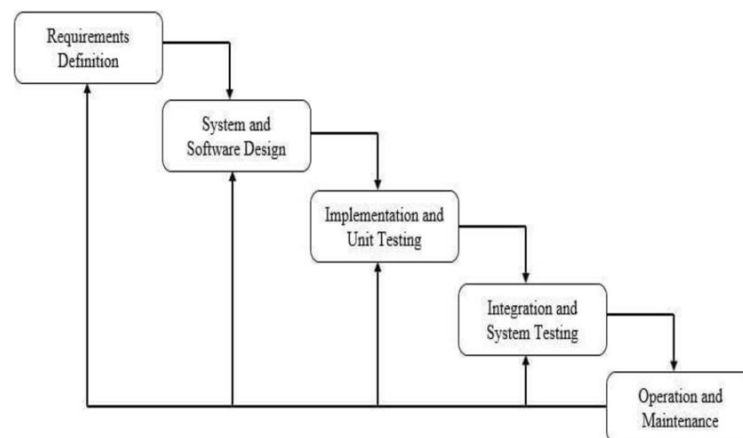 Requirements
Definition
System and
Software Design
Implementation and
Unit Testing
Integration and
System Testing
Operation and
Maintenance